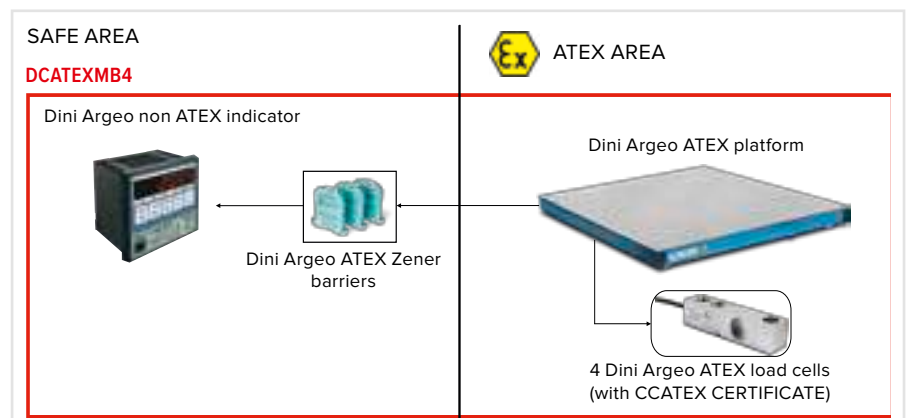 SAFE AREA
DCATEXMB4
Ex
ATEX AREA
Dini Argeo non ATEX indicator
Dini Argeo ATEX platform
Dini Argeo ATEX Zener
barriers
4 Dini Argeo ATEX load cells
(with CCATEX CERTIFICATE)